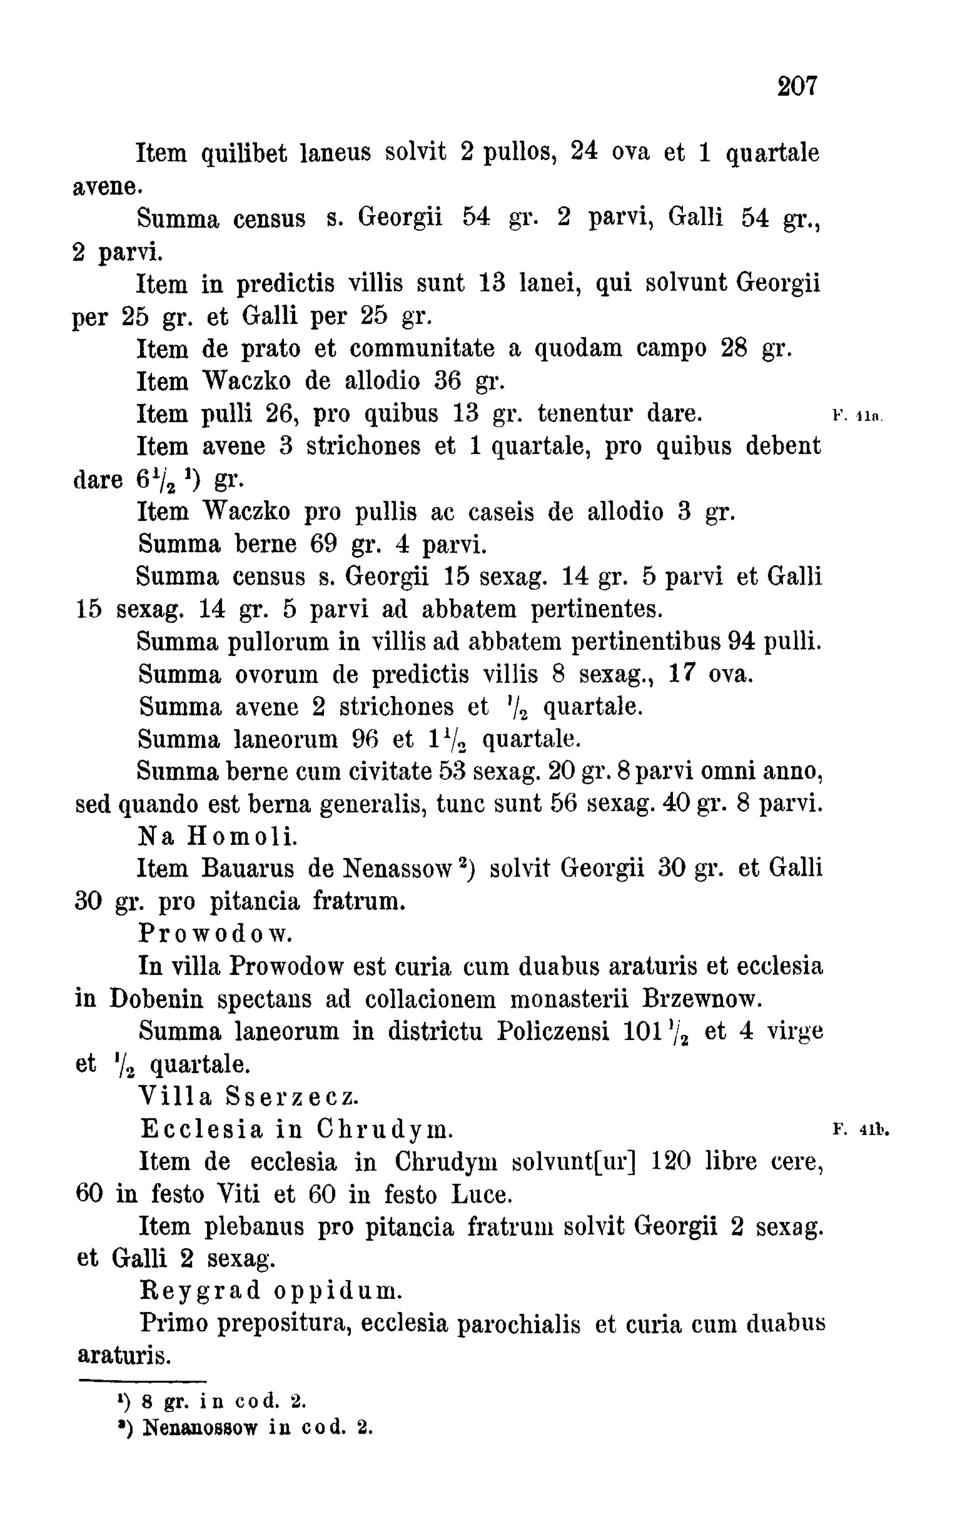 207
Item quilibet laneus solvit 2 pullos, 24 ova et 1 quartale
avene.
Summa census s. Georgii 54 gr. 2 parvi, Galli 54 gr.,
2 parvi.
Item in predictis villis sunt 13 lanei, qui solvunt Georgii
per 25 gr. et Galli per 25 gr.
Item de prato et communitate a quodam campo 28 gr.
Item Waczko de allodio 36 gr.
Item pulli 26, pro quibus 13 gr. tenentur dare. F. 41a.
Item avene 3 strichones et 1 quartale, pro quibus debent
dare 6½ ¹) gr.
Item Waczko pro pullis ac caseis de allodio 3 gr.
Summa berne 69 gr. 4 parvi.
Summa census s. Georgii 15 sexag. 14 gr. 5 parvi et Galli
15 sexag. 14 gr. 5 parvi ad abbatem pertinentes.
Summa pullorum in villis ad abbatem pertinentibus 94 pulli.
Summa ovorum de predictis villis 8 sexag., 17 ova.
Summa avene 2 strichones et ½ quartale.
Summa laneorum 96 et 1½ quartale.
Summa berne cum civitate 53 sexag. 20 gr. 8 parvi omni anno,
sed quando est berna generalis, tunc sunt 56 sexag. 40 gr. 8 parvi.
Na Homoli.
Item Bauarus de Nenassow ²) solvit Georgii 30 gr. et Galli
30 gr. pro pitancia fratrum.
Prowodow.
In villa Prowodow est curia cum duabus araturis et ecclesia
in Dobenin spectans ad collacionem monasterii Brzewnow.
Summa laneorum in districtu Policzensi 101½ et 4 virge
et ½ quartale.
Villa Sserzecz.
Ecclesia in Chrudym. F. 41b.
Item de ecclesia in Chrudym solvunt[ur] 120 libre cere,
60 in festo Viti et 60 in festo Luce.
Item plebanus pro pitancia fratrum solvit Georgii 2 sexag.
et Galli 2 sexag.
Reygrad oppidum.
Primo prepositura, ecclesia parochialis et curia cum duabus
araturis.
¹) 8 gr. in cod. 2.
²) Nenanossow in cod. 2.